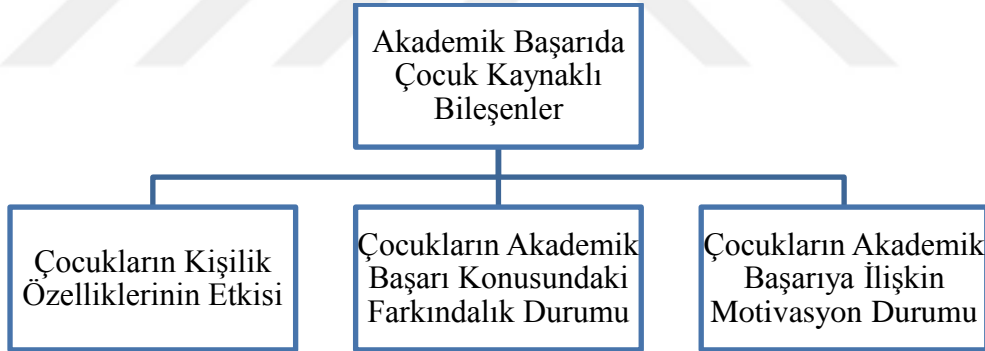 Akademik Başarıda
Çocuk Kaynaklı
Bileşenler
Çocukların Kişilik
Özelliklerinin Etkisi
Çocukların Akademik
Başarı Konusundaki
Farkındalık Durumu
Çocukların Akademik
Başarıya İlişkin
Motivasyon Durumu